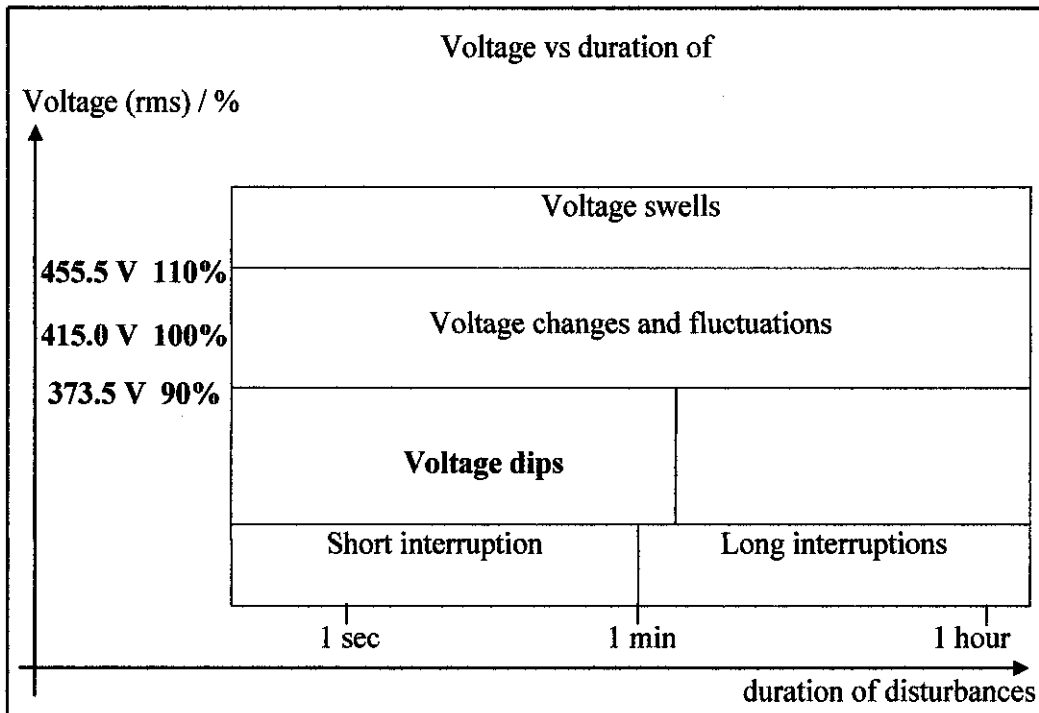 Voltage vs duration of
Voltage (rms) / %
Voltage swells
455.5 V 110%
Voltage changes and fluctuations
415.0 V 100%
373.5 V 90%
Voltage dips
Short interruption
Long interruptions
1 sec
1 min
1 hour
duration of disturbances